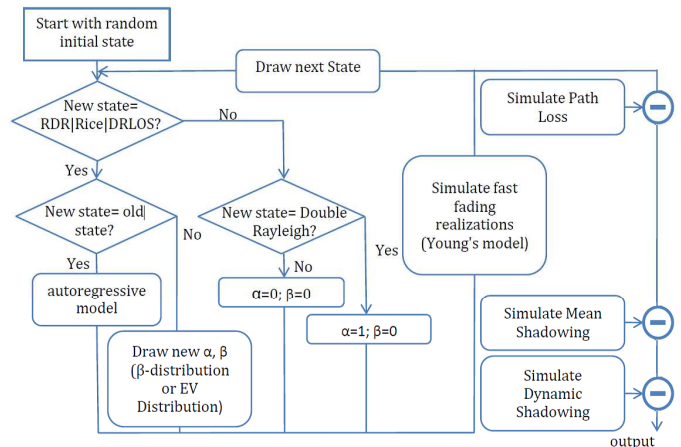 Start with random
initial state
Draw next State
New state=
RDR|Rice|DRLOS?
No
Simulate Path
Loss
Yes
New state= old|
state?
No
New state= Double
Rayleigh?
Yes
Simulate fast
fading
realizations
(Young's model)
Yes
No
autoregressive
model
α=0; β=0
Draw new α, β
(β-distribution
or EV
Distribution)
α=1; β=0
Simulate Mean
Shadowing
Simulate
Dynamic
Shadowing
output